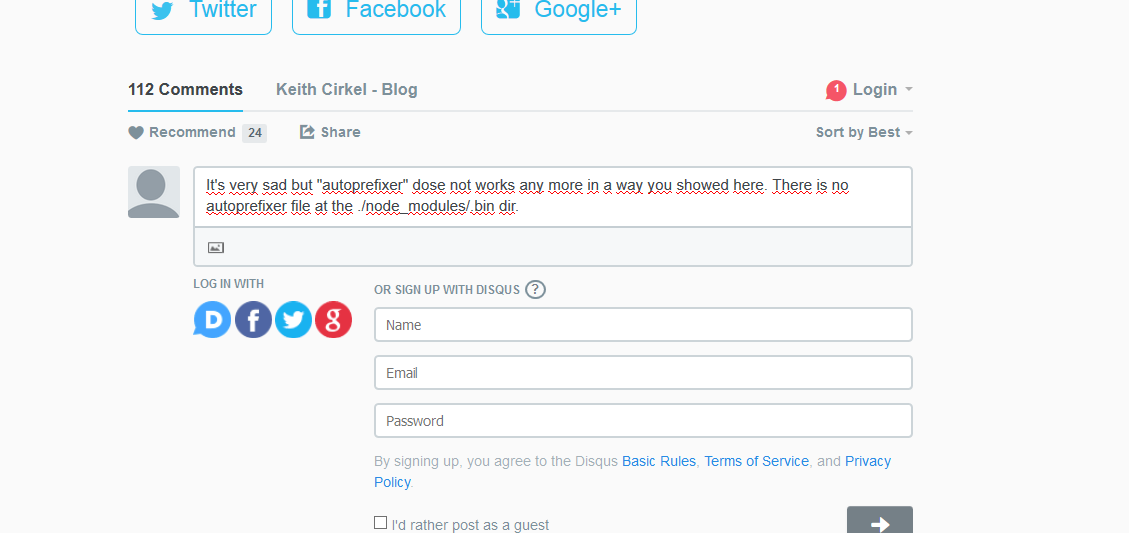 Twitter Facebook Google+
112 Comments Keith Cirkel - Blog 1 Login
Recommend 24 Share Sort by Best
It's very sad but "autoprefixer" dose not works any more in a way you showed here. There is no
autoprefixer file at the ./node_modules/.bin dir.
LOG IN WITH
OR SIGN UP WITH DISQUS ?
D f g
Name
Email
Password
By signing up, you agree to the Disqus Basic Rules, Terms of Service, and Privacy
Policy.
I'd rather post as a guest